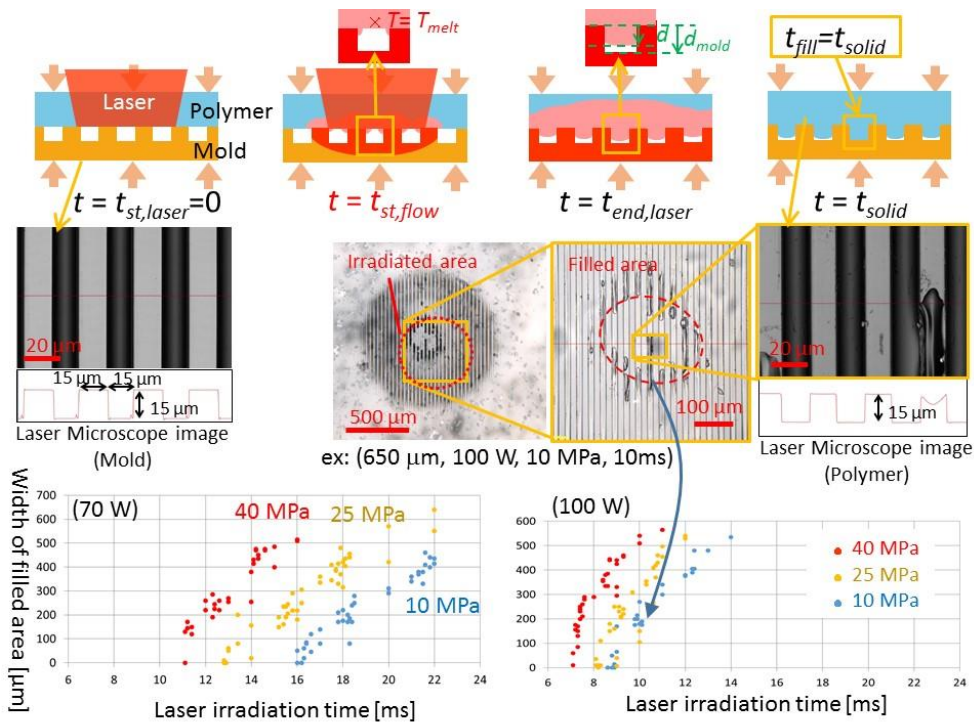 T= Tmelt
d
dmold
tfill=tsolid
Laser
Polymer
Mold
t = tst,laser=0
t = tst,flow
t = tend,laser
t = tsolid
Irradiated area
Filled area
20 µm
500 µm
100 µm
20 µm
15 µm
15 µm
15 µm
15 µm
Laser Microscope image
(Mold)
ex: (650 µm, 100 W, 10 MPa, 10ms)
Laser Microscope image
(Polymer)
Width of filled area [µm]
(70 W)
40 MPa
25 MPa
10 MPa
700
600
500
400
300
200
100
0
6 8 10 12 14 16 18 20 22 24
Laser irradiation time [ms]
(100 W)
40 MPa
25 MPa
10 MPa
600
500
400
300
200
100
0
6 8 10 12 14 16 18 20 22 24
Laser irradiation time [ms]